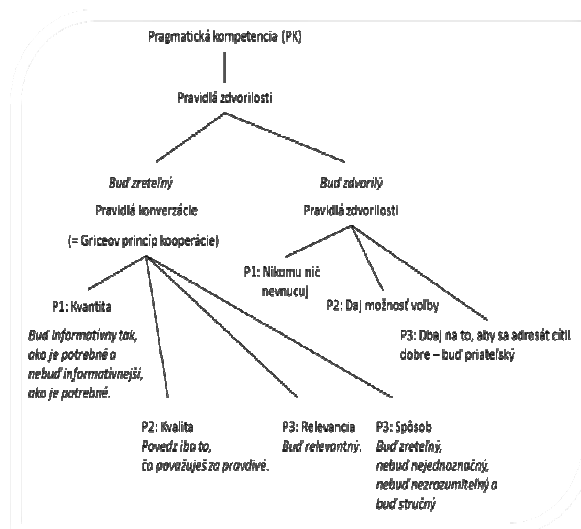 Pragmatická kompetencia (PK)
Pravidlá zdvorilosti
Buď zreteľný
Buď zdvorilý
Pravidlá konverzácie
Pravidlá zdvorilosti
(= Griceov princíp kooperácie)
P1: Nikomu nič
nevnucuj
P1: Kvantita
P2: Daj možnosť voľby
Buď informatívny tak,
ako je potrebné a
nebuď informatívnejší,
ako je potrebné.
P3: Dbaj na to, aby sa adresát cítil
dobre – buď priateľský
P2: Kvalita
Povedz iba to,
čo považuješ za pravdivé.
P3: Relevancia
Buď relevantný.
P3: Spôsob
Buď zreteľný,
nebuď nejednoznačný,
nebuď nezrozumiteľný a
buď stručný